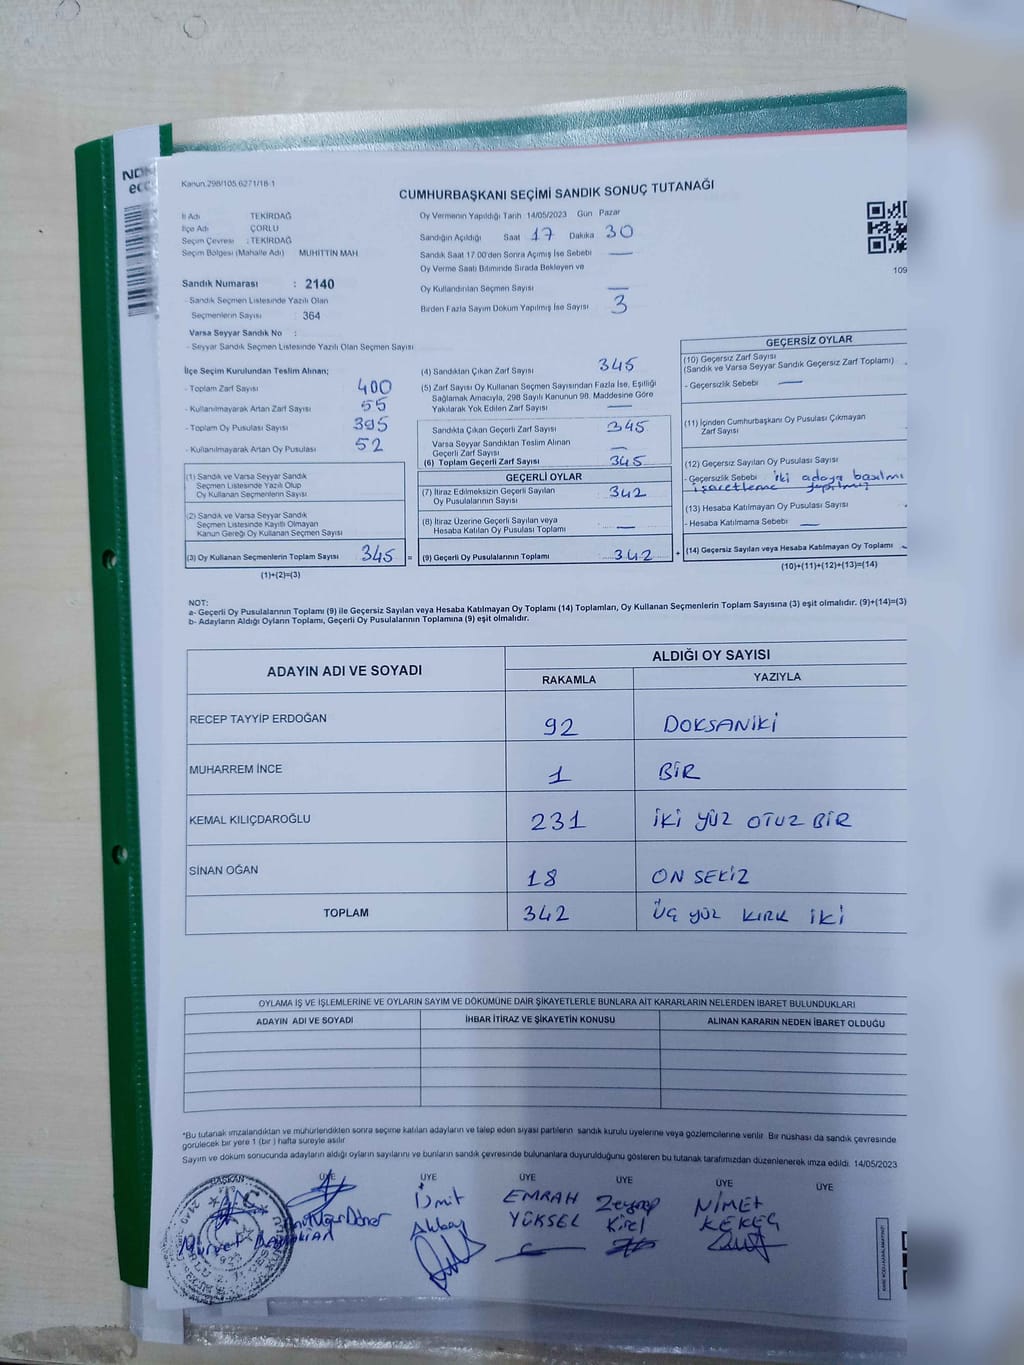 Kanun.298/105.6271/18-1
CUMHURBAŞKANI SEÇİMİ SANDIK SONUÇ TUTANAĞI
İl Adı TEKİRDAĞ
İlçe Adı ÇORLU
Seçim Çevresi : TEKİRDAĞ
Seçim Bölgesi (Mahalle Adı) MUHİTTİN MAH.
Sandık Numarası : 2140
- Sandık Seçmen Listesinde Yazılı Olan
Seçmenlerin Sayısı : 364
Varsa Seyyar Sandık No :
- Seyyar Sandık Seçmen Listesinde Yazılı Olan Seçmen Sayısı
Oy Vermenin Yapıldığı Tarih 14/05/2023 Gün Pazar
Sandığın Açıldığı Saat 17 Dakika 30
Sandık Saat 17.00'den Sonra Açımış İse Sebebi —
Oy Verme Saati Bitiminde Sırada Bekleyen ve
Oy Kullandırılan Seçmen Sayısı —
Birden Fazla Sayım Döküm Yapılmış İse Sayısı 3
109
İlçe Seçim Kurulundan Teslim Alınan;
- Toplam Zarf Sayısı 400
- Kullanılmayarak Artan Zarf Sayısı 55
- Toplam Oy Pusulası Sayısı 395
- Kullanılmayarak Artan Oy Pusulası 52
(1) Sandık ve Varsa Seyyar Sandık
Seçmen Listesinde Yazılı Olup
Oy Kullanan Seçmenlerin Sayısı
(2) Sandık ve Varsa Seyyar Sandık
Seçmen Listesinde Kayıtlı Olmayan
Kanun Gereği Oy Kullanan Seçmen Sayısı
(3) Oy Kullanan Seçmenlerin Toplam Sayısı 345 =
(1)+(2)=(3)
(4) Sandıktan Çıkan Zarf Sayısı 345
(5) Zarf Sayısı Oy Kullanan Seçmen Sayısından Fazla İse, Eşitliği
Sağlamak Amacıyla, 298 Sayılı Kanunun 98. Maddesine Göre
Yakılarak Yok Edilen Zarf Sayısı —
Sandıkta Çıkan Geçerli Zarf Sayısı 345
Varsa Seyyar Sandıktan Teslim Alınan
Geçerli Zarf Sayısı —
(6) Toplam Geçerli Zarf Sayısı 345
GEÇERLİ OYLAR
(7) İtiraz Edilmeksizin Geçerli Sayılan
Oy Pusulalarının Sayısı 342
(8) İtiraz Üzerine Geçerli Sayılan veya
Hesaba Katılan Oy Pusulası Toplamı —
(9) Geçerli Oy Pusulalarının Toplamı 342 +
GEÇERSİZ OYLAR
(10) Geçersiz Zarf Sayısı
(Sandık ve Varsa Seyyar Sandık Geçersiz Zarf Toplamı)
- Geçersizlik Sebebi —
(11) İçinden Cumhurbaşkanı Oy Pusulası Çıkmayan
Zarf Sayısı
(12) Geçersiz Sayılan Oy Pusulası Sayısı
- Geçersizlik Sebebi iki adaya basılmı
işaretleme yapılmış
(13) Hesaba Katılmayan Oy Pusulası Sayısı
- Hesaba Katılmama Sebebi —
(14) Geçersiz Sayılan veya Hesaba Katılmayan Oy Toplamı
(10)+(11)+(12)+(13)=(14)
NOT:
a- Geçerli Oy Pusulalarının Toplamı (9) ile Geçersiz Sayılan veya Hesaba Katılmayan Oy Toplamı (14) Toplamları, Oy Kullanan Seçmenlerin Toplam Sayısına (3) eşit olmalıdır. (9)+(14)=(3)
b- Adayların Aldığı Oyların Toplamı, Geçerli Oy Pusulalarının Toplamına (9) eşit olmalıdır.
ADAYIN ADI VE SOYADI ALDIĞI OY SAYISI
RAKAMLA YAZIYLA
RECEP TAYYİP ERDOĞAN 92 DOKSANİKİ
MUHARREM İNCE 1 BİR
KEMAL KILIÇDAROĞLU 231 İKİ YÜZ OTUZ BİR
SİNAN OĞAN 18 ON SEKİZ
TOPLAM 342 ÜÇ YÜZ KIRK İKİ
OYLAMA İŞ VE İŞLEMLERİNE VE OYLARIN SAYIM VE DÖKÜMÜNE DAİR ŞİKAYETLERLE BUNLARA AİT KARARLARIN NELERDEN İBARET BULUNDUKLARI
ADAYIN ADI VE SOYADI İHBAR İTİRAZ VE ŞİKAYETİN KONUSU ALINAN KARARIN NEDEN İBARET OLDUĞU
*Bu tutanak imzalandıktan ve mühürlendikten sonra seçime katılan adayların ve talep eden siyasi partilerin sandık kurulu üyelerine veya gözlemcilerine verilir. Bir nüshası da sandık çevresinde
görülecek bir yere 1 (bir) hafta süreyle asılır.
Sayım ve döküm sonucunda adayların aldığı oyların sayılarını ve bunların sandık çevresinde bulunanlara duyurulduğunu gösteren bu tutanak tarafımızdan düzenlenerek imza edildi. 14/05/2023
BAŞKAN ÜYE ÜYE ÜYE ÜYE ÜYE ÜYE
Mürvet
Ümit
Akbay
EMRAH
YÜKSEL
Zeynep
Kirel
NİMET
KEKEÇ